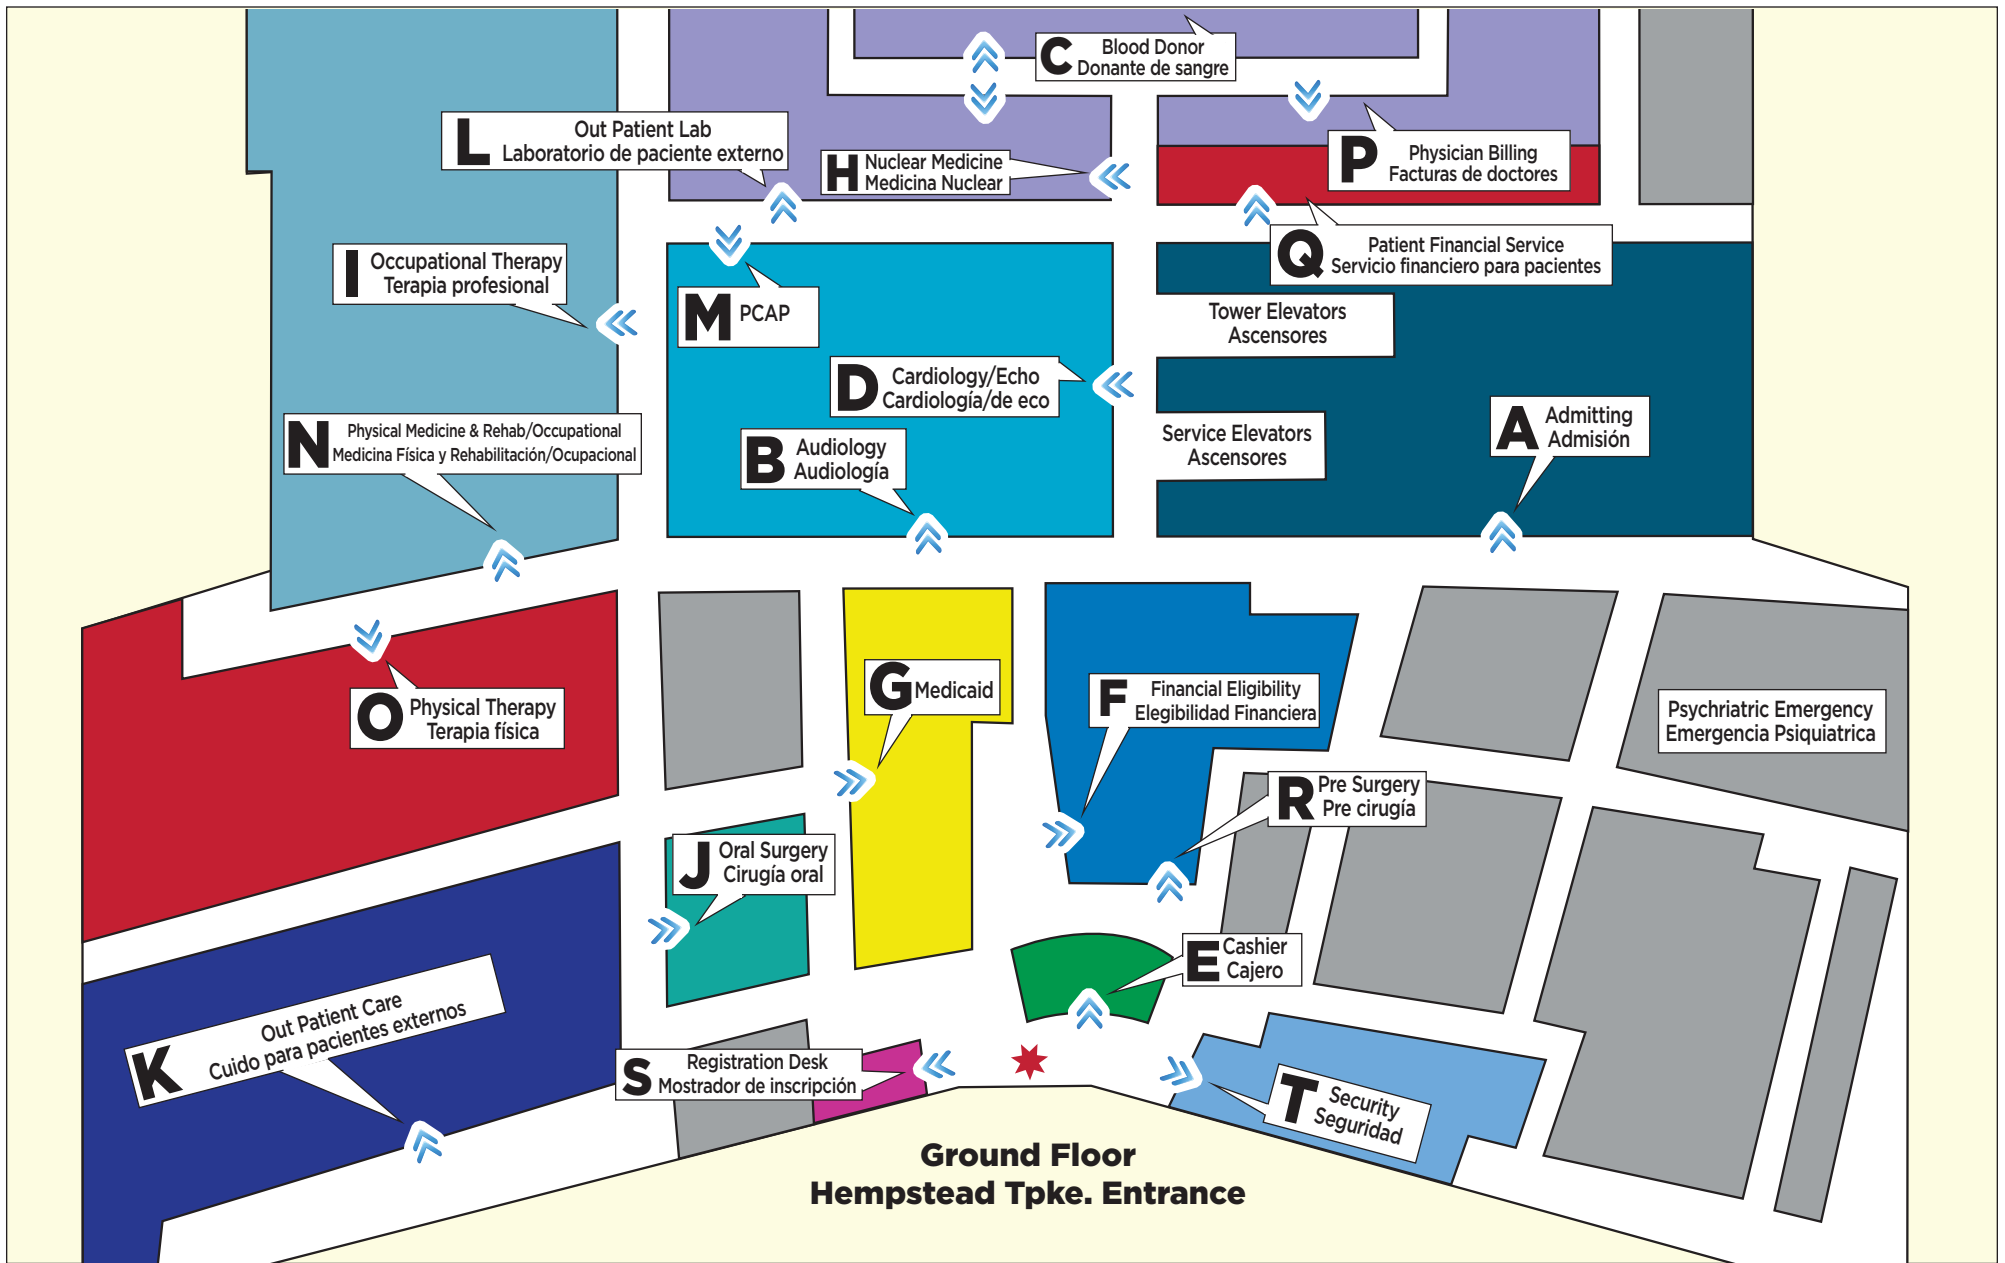 C
Blood Donor
Donante de sangre
L
Out Patient Lab
Laboratorio de paciente externo
H
Nuclear Medicine
Medicina Nuclear
P
Physician Billing
Facturas de doctores
I
Occupational Therapy
Terapia profesional
Q
Patient Financial Service
Servicio financiero para pacientes
M
PCAP
Tower Elevators
Ascensores
D
Cardiology/Echo
Cardiología/de eco
N
Physical Medicine & Rehab/Occupational
Medicina Física y Rehabilitación/Ocupacional
B
Audiology
Audiología
Service Elevators
Ascensores
A
Admitting
Admisión
O
Physical Therapy
Terapia física
G
Medicaid
F
Financial Eligibility
Elegibilidad Financiera
Psychriatric Emergency
Emergencia Psiquiatrica
R
Pre Surgery
Pre cirugía
J
Oral Surgery
Cirugía oral
E
Cashier
Cajero
K
Out Patient Care
Cuido para pacientes externos
S
Registration Desk
Mostrador de inscripción
T
Security
Seguridad
Ground Floor
Hempstead Tpke. Entrance